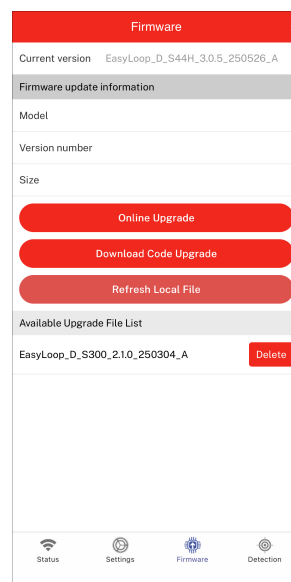 Firmware
Current version EasyLoop_D_S44H_3.0.5_250526_A
Firmware update information
Model
Version number
Size
Online Upgrade
Download Code Upgrade
Refresh Local File
Available Upgrade File List
EasyLoop_D_S300_2.1.0_250304_A Delete
Status Settings Firmware Detection